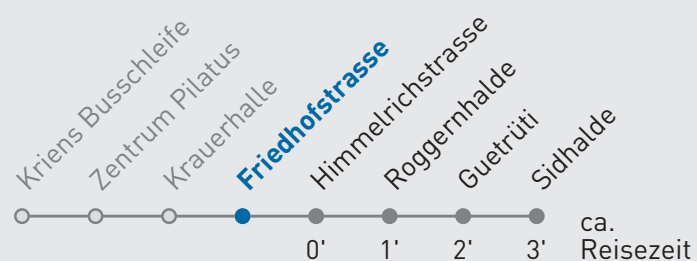 Kriens Busschleife
Zentrum Pilatus
Krauerhalle
Friedhofstrasse
Himmelrichstrasse
Roggernhalde
Guetrüti
Sidhalde
ca.
0' 1' 2' 3' Reisezeit